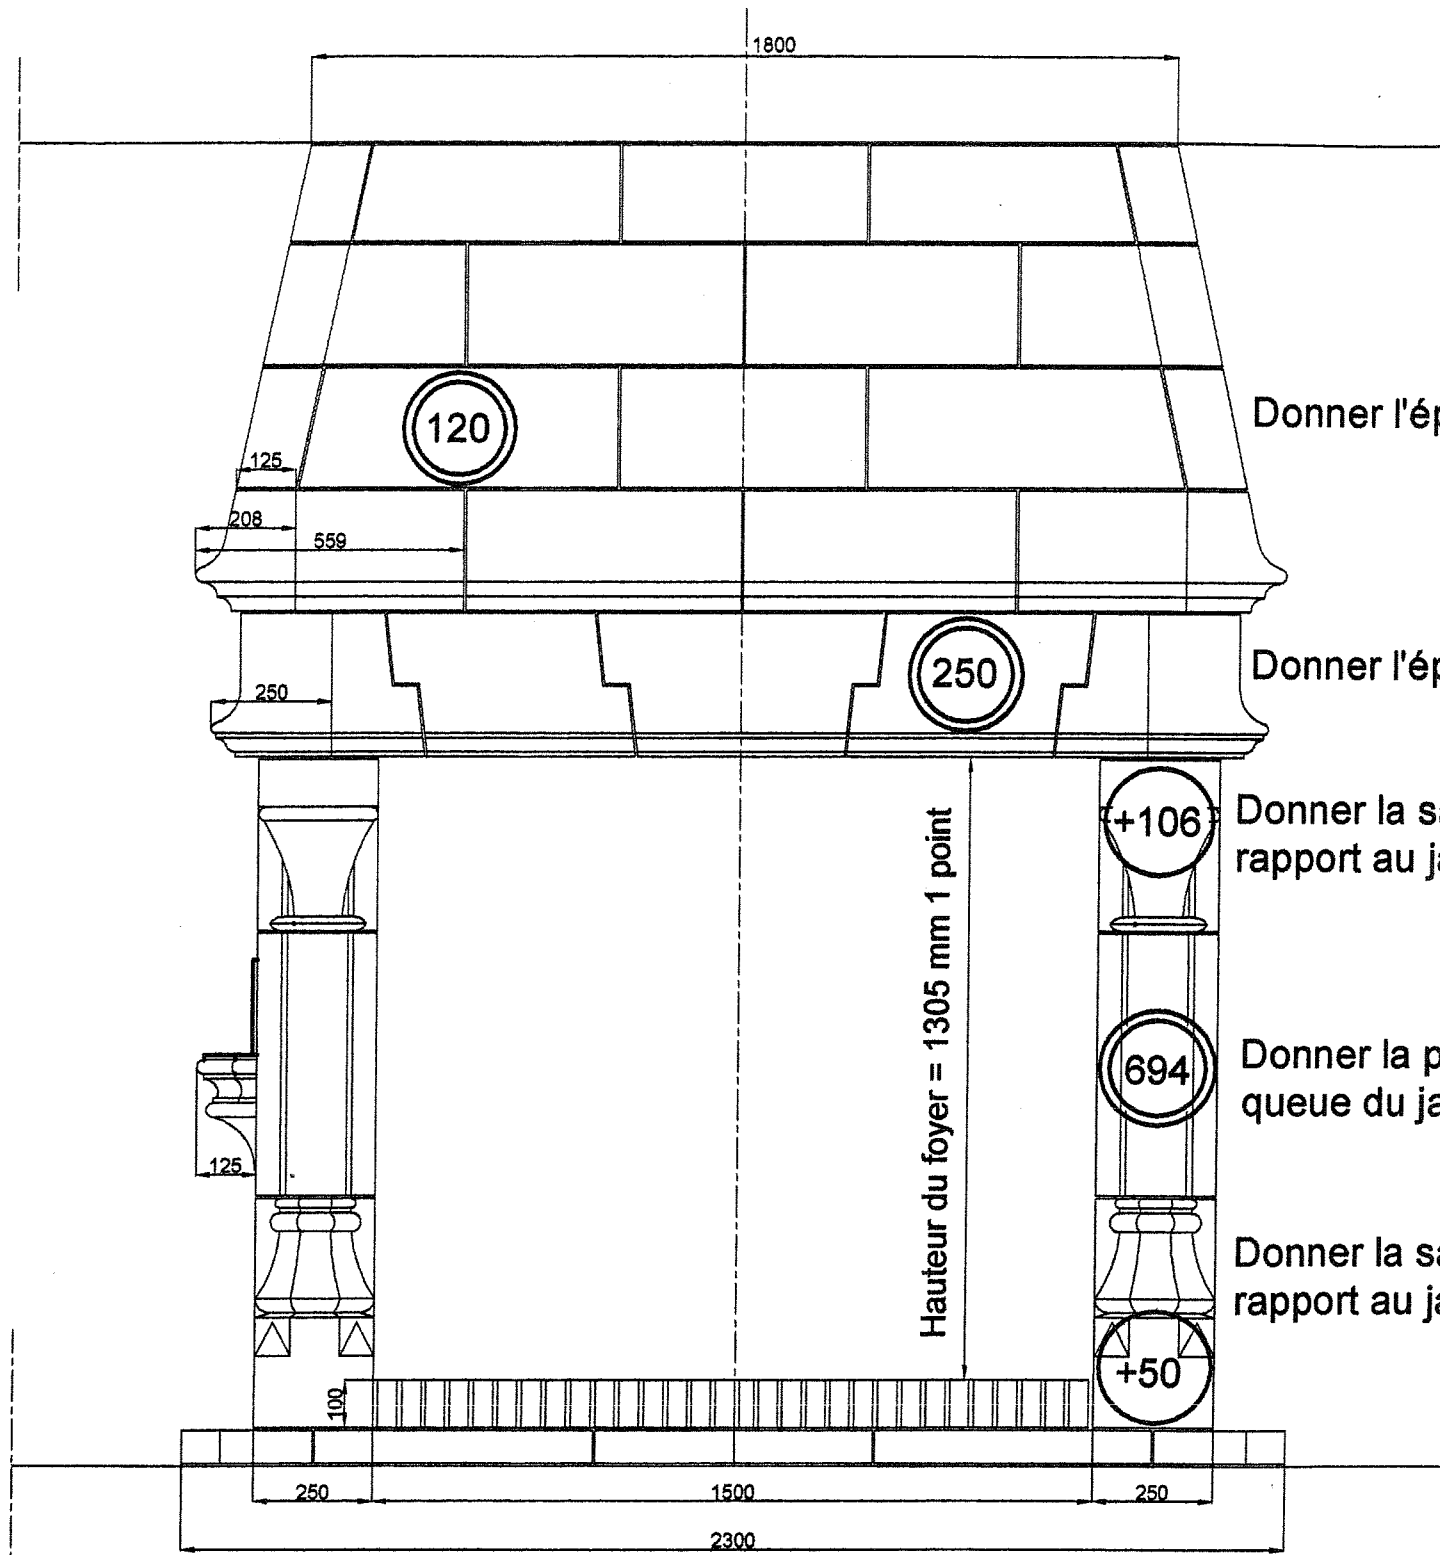 1800
120
Donner l'ép
125
208
559
250
Donner l'ép
250
+106
Donner la sa
rapport au ja
Hauteur du foyer = 1305 mm 1 point
694
Donner la p
queue du ja
125
Donner la sa
rapport au ja
+50
100
250
1500
250
2300